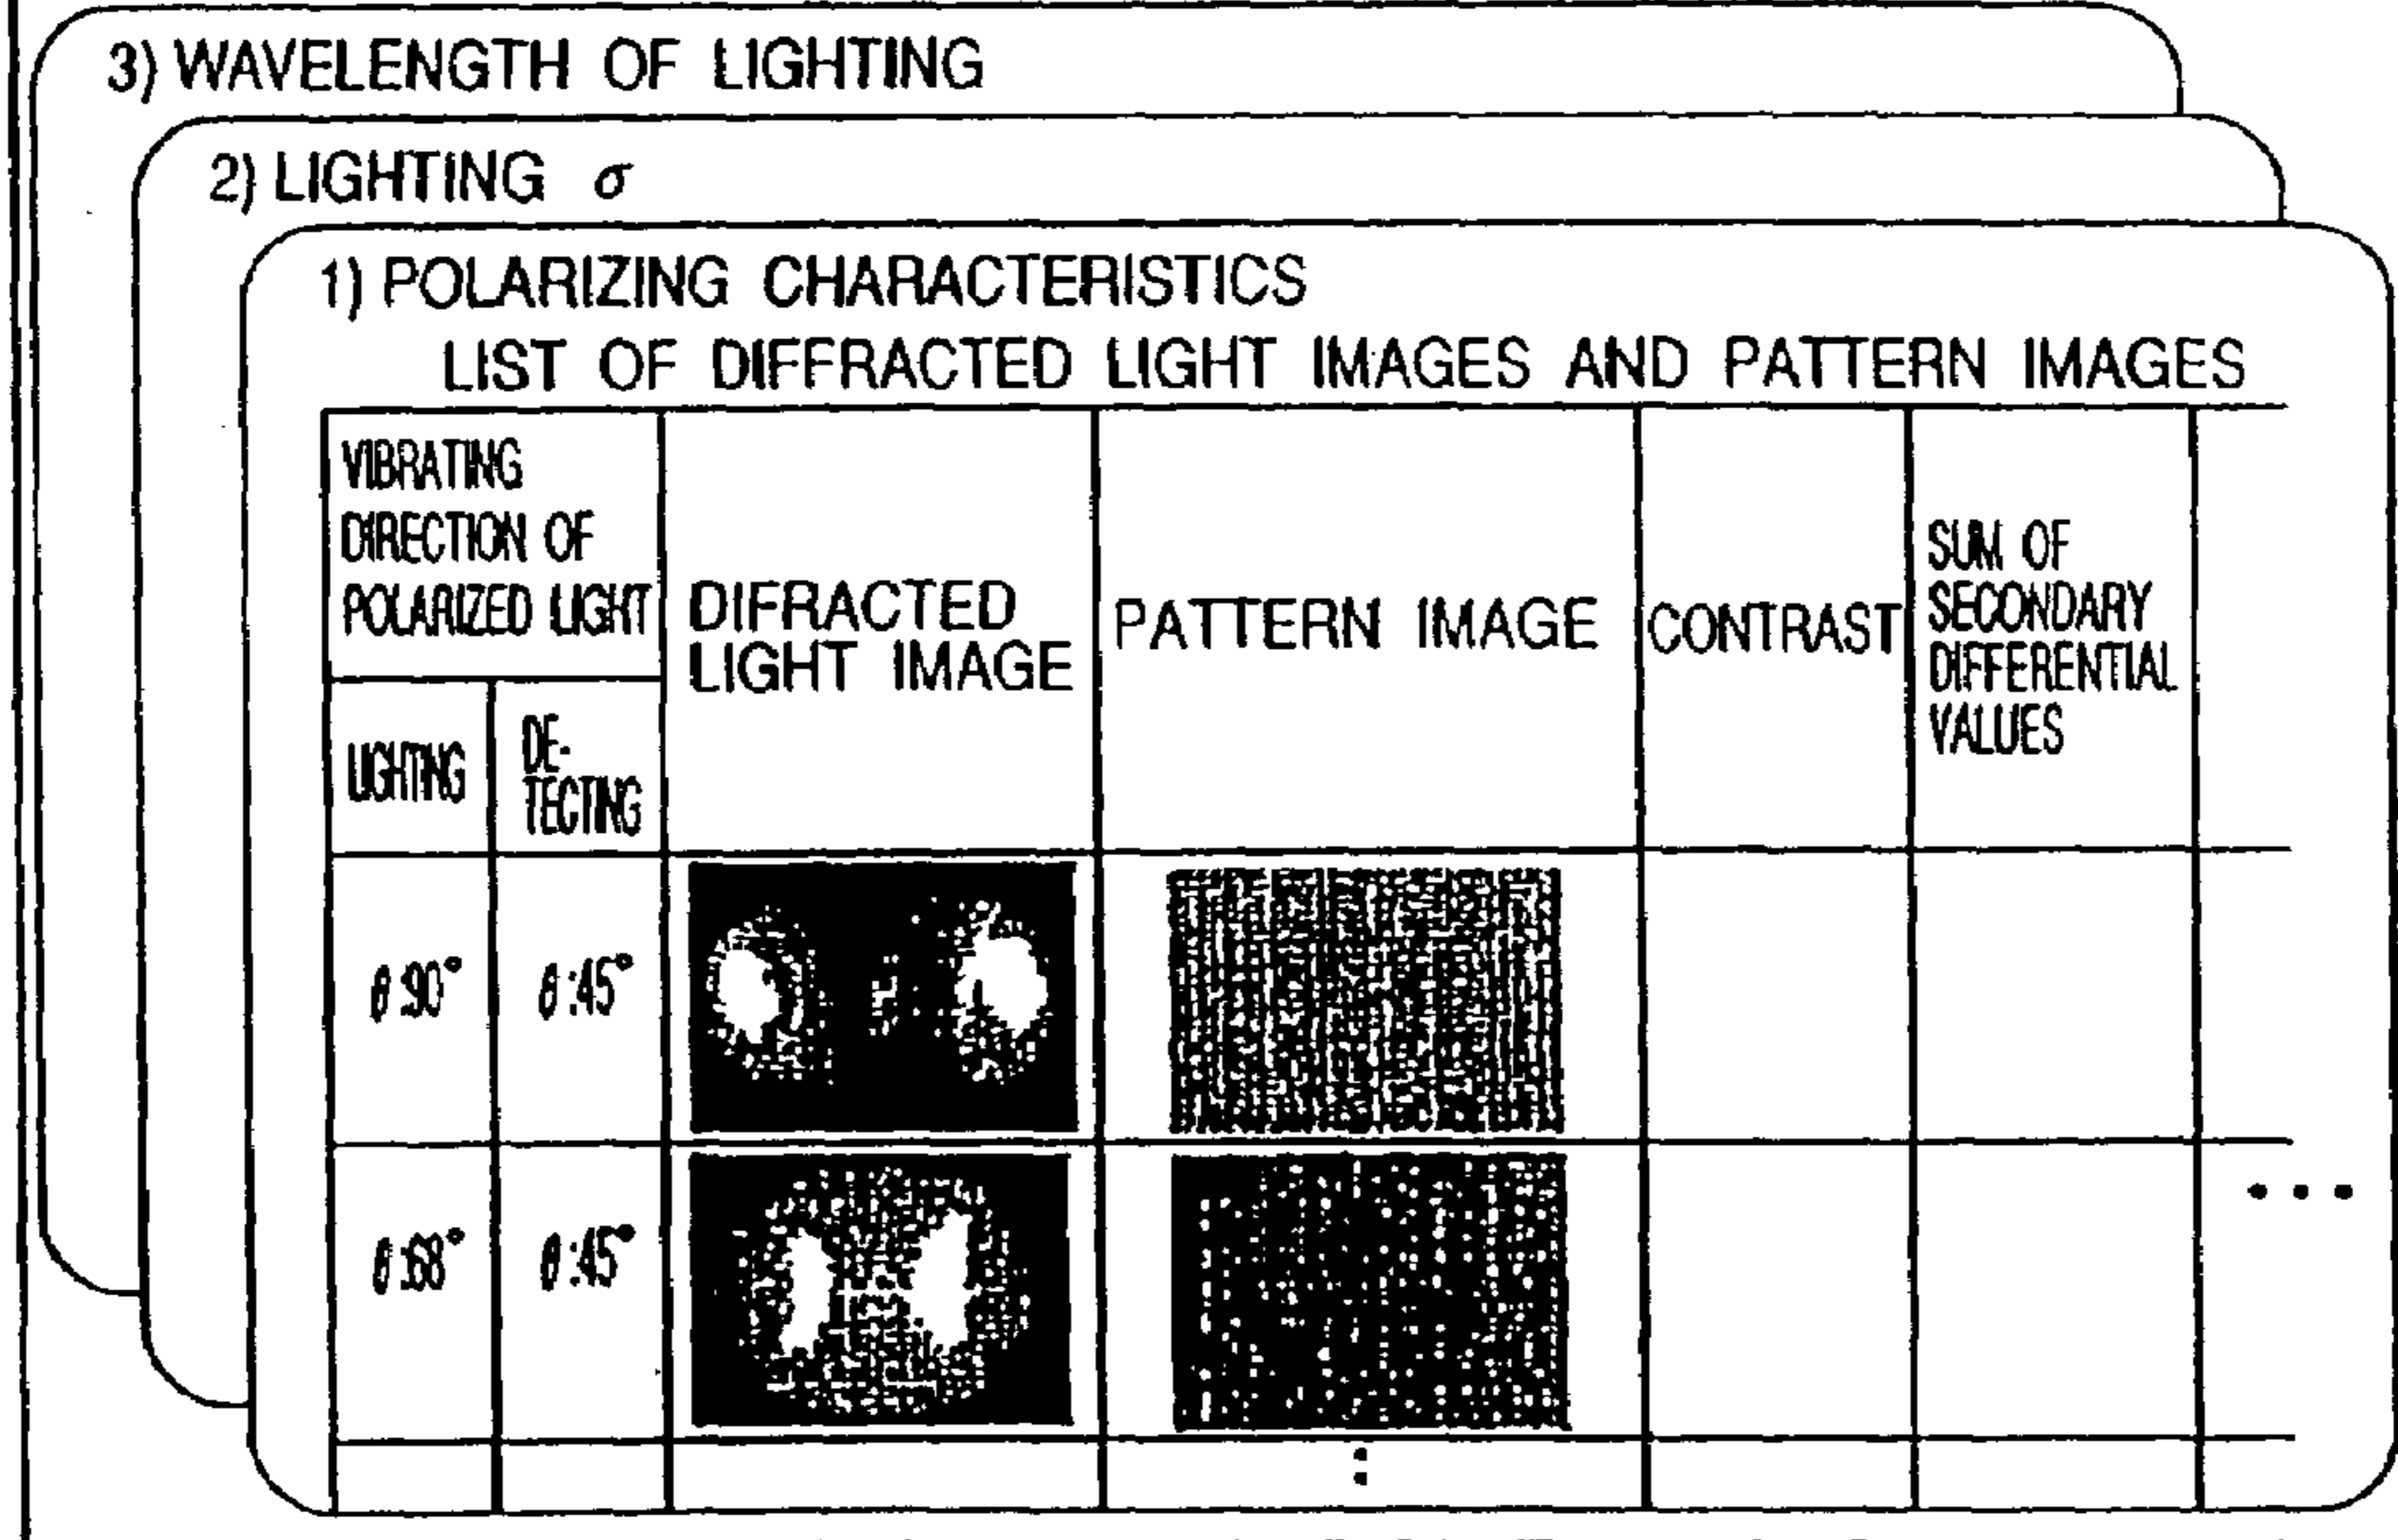 3) WAVELENGTH OF LIGHTING
2) LIGHTING σ
1) POLARIZING CHARACTERISTICS
LIST OF DIFFRACTED LIGHT IMAGES AND PATTERN IMAGES
VIBRATING
DIRECTION OF
POLARIZED LIGHT
LIGHTING
DE-
TECTING
DIFRACTED
LIGHT IMAGE
PATTERN IMAGE
CONTRAST
SUM OF
SECONDARY
DIFFERENTIAL
VALUES
θ:90° θ:45°
θ:68° θ:45°